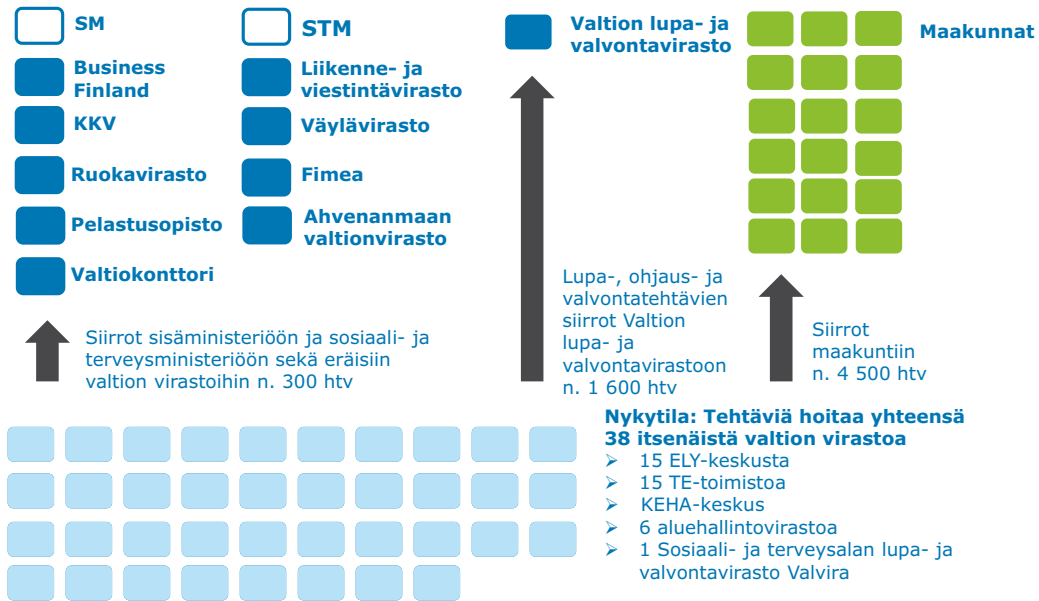 SM
Business
Finland
KKV
Ruokavirasto
Pelastusopisto
Valtiokonttori
STM
Liikenne- ja
viestintävirasto
Väylävirasto
Fimea
Ahvenanmaan
valtionvirasto
Valtion lupa- ja
valvontavirasto
Maakunnat
Siirrot sisäministeriöön ja sosiaali- ja
terveysministeriöön sekä eräisiin
valtion virastoihin n. 300 htv
Lupa-, ohjaus- ja
valvontatehtävien
siirrot Valtion
lupa- ja
valvontavirastoon
n. 1 600 htv
Siirrot
maakuntiin
n. 4 500 htv
Nykytila: Tehtäviä hoitaa yhteensä
38 itsenäistä valtion virastoa
➢ 15 ELY-keskusta
➢ 15 TE-toimistoa
➢ KEHA-keskus
➢ 6 aluehallintovirastoa
➢ 1 Sosiaali- ja terveysalan lupa- ja
valvontavirasto Valvira